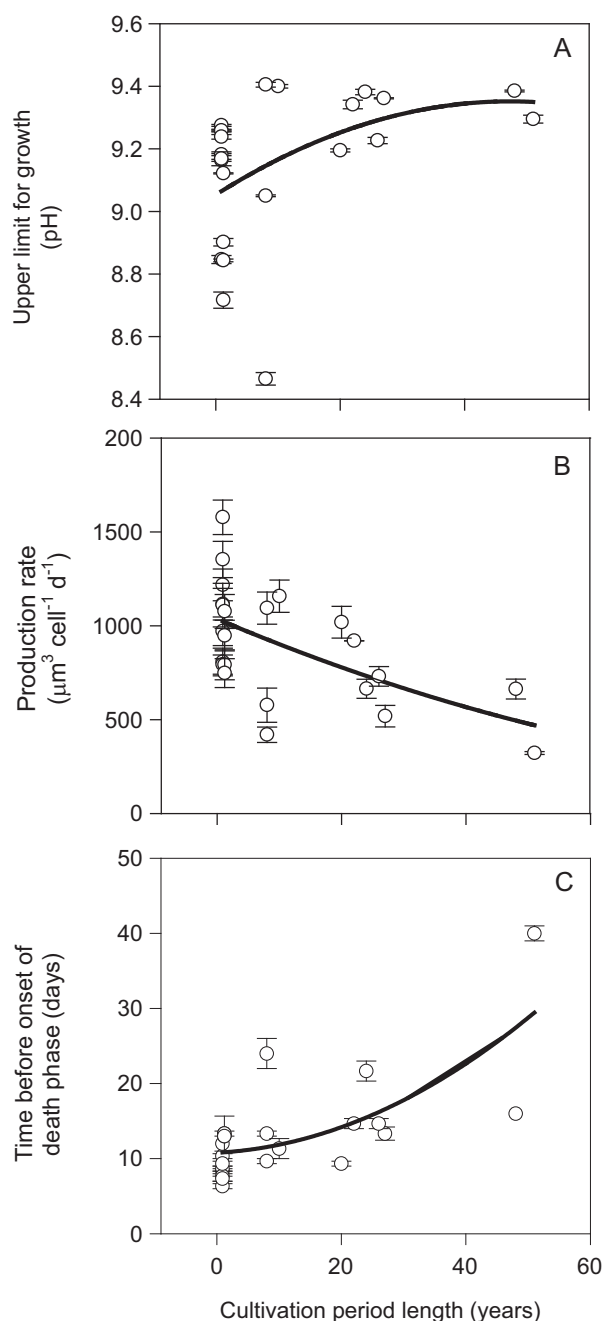 9.6
A
9.4
9.2
9.0
8.8
8.6
8.4
Upper limit for growth
(pH)
200
B
1500
1000
500
0
Production rate
(μm³ cell⁻¹ d⁻¹)
50
C
40
30
20
10
0
Time before onset of
death phase (days)
0 20 40 60
Cultivation period length (years)